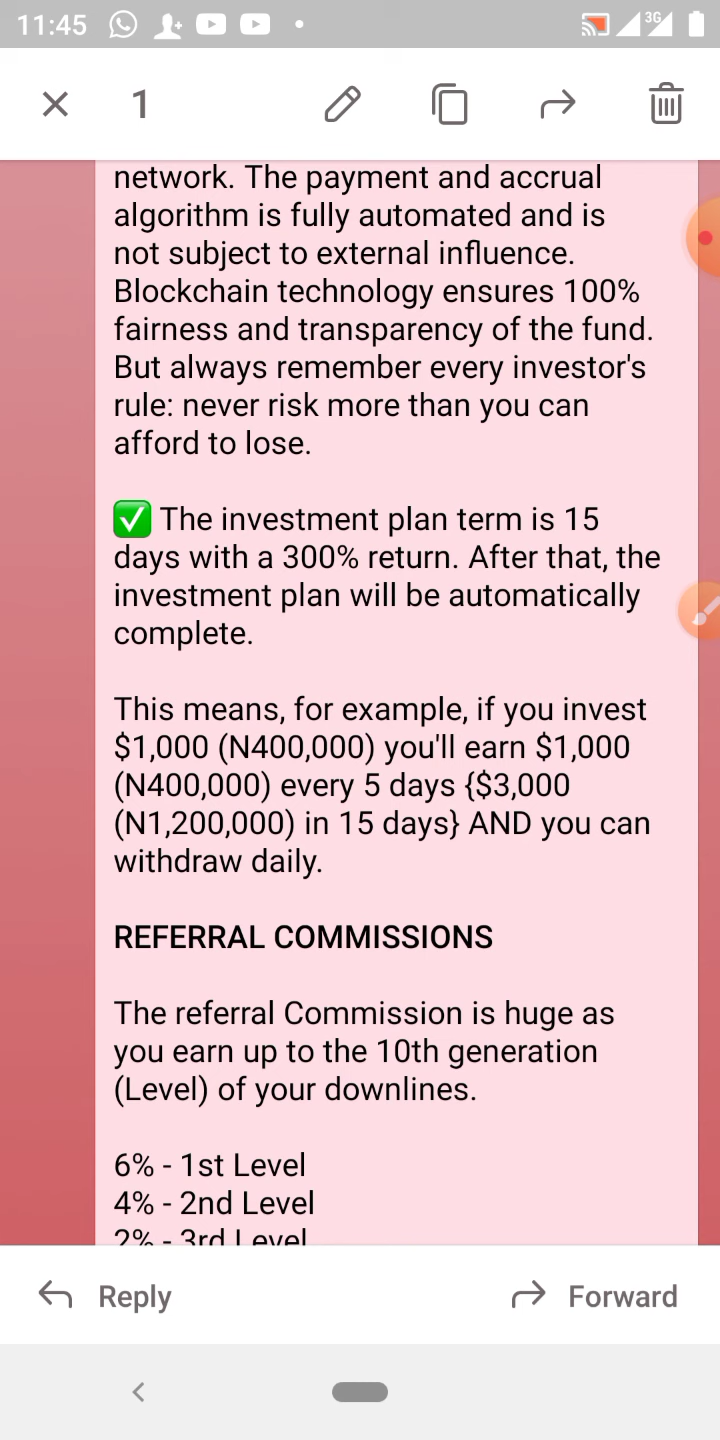 11:45
3G
1
network. The payment and accrual
algorithm is fully automated and is
not subject to external influence.
Blockchain technology ensures 100%
fairness and transparency of the fund.
But always remember every investor's
rule: never risk more than you can
afford to lose.
✅ The investment plan term is 15
days with a 300% return. After that, the
investment plan will be automatically
complete.
This means, for example, if you invest
$1,000 (N400,000) you'll earn $1,000
(N400,000) every 5 days {$3,000
(N1,200,000) in 15 days} AND you can
withdraw daily.
REFERRAL COMMISSIONS
The referral Commission is huge as
you earn up to the 10th generation
(Level) of your downlines.
6% - 1st Level
4% - 2nd Level
2% - 3rd Level
Reply
Forward